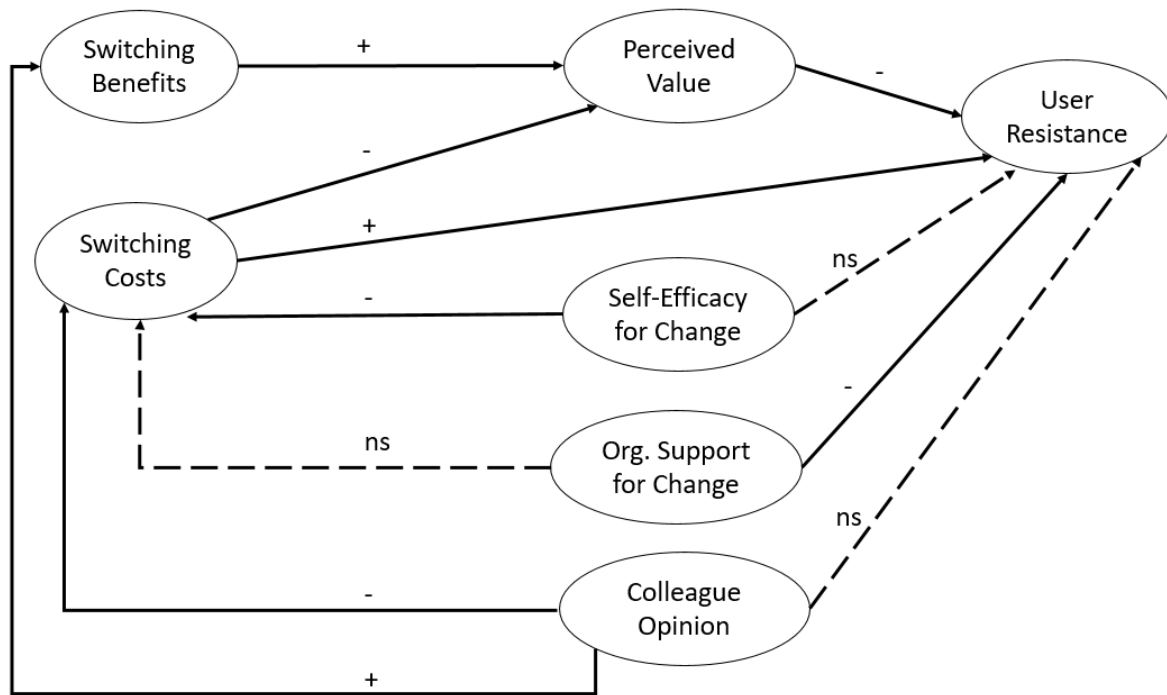 Switching
Benefits
+
Perceived
Value
-
User
Resistance
-
Switching
Costs
+
-
Self-Efficacy
for Change
ns
ns
Org. Support
for Change
-
ns
-
Colleague
Opinion
+